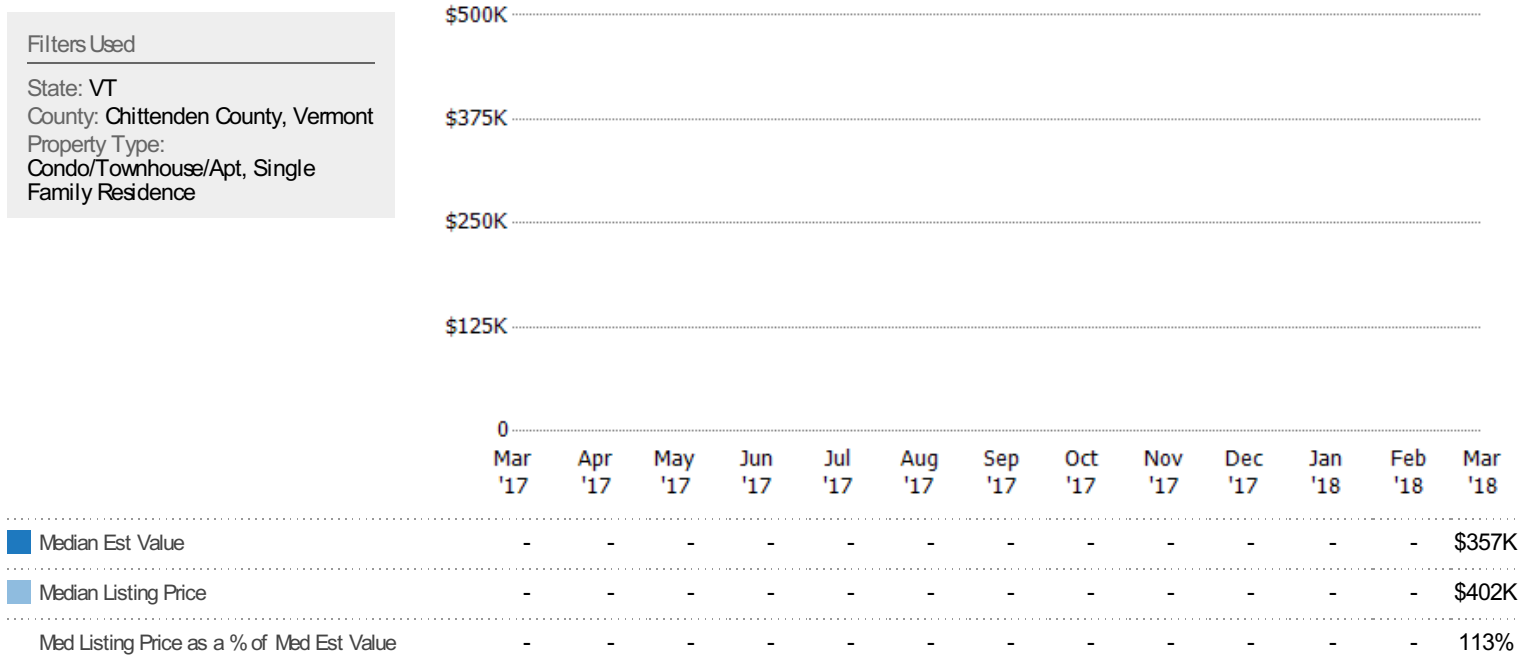 Filters Used
State: VT
County: Chittenden County, Vermont
Property Type:
Condo/Townhouse/Apt, Single
Family Residence
$500K
$375K
$250K
$125K
0
Mar Apr May Jun Jul Aug Sep Oct Nov Dec Jan Feb Mar
'17 '17 '17 '17 '17 '17 '17 '17 '17 '17 '18 '18 '18
Median Est Value - - - - - - - - - - - - $357K
Median Listing Price - - - - - - - - - - - - $402K
Med Listing Price as a % of Med Est Value - - - - - - - - - - - - 113%